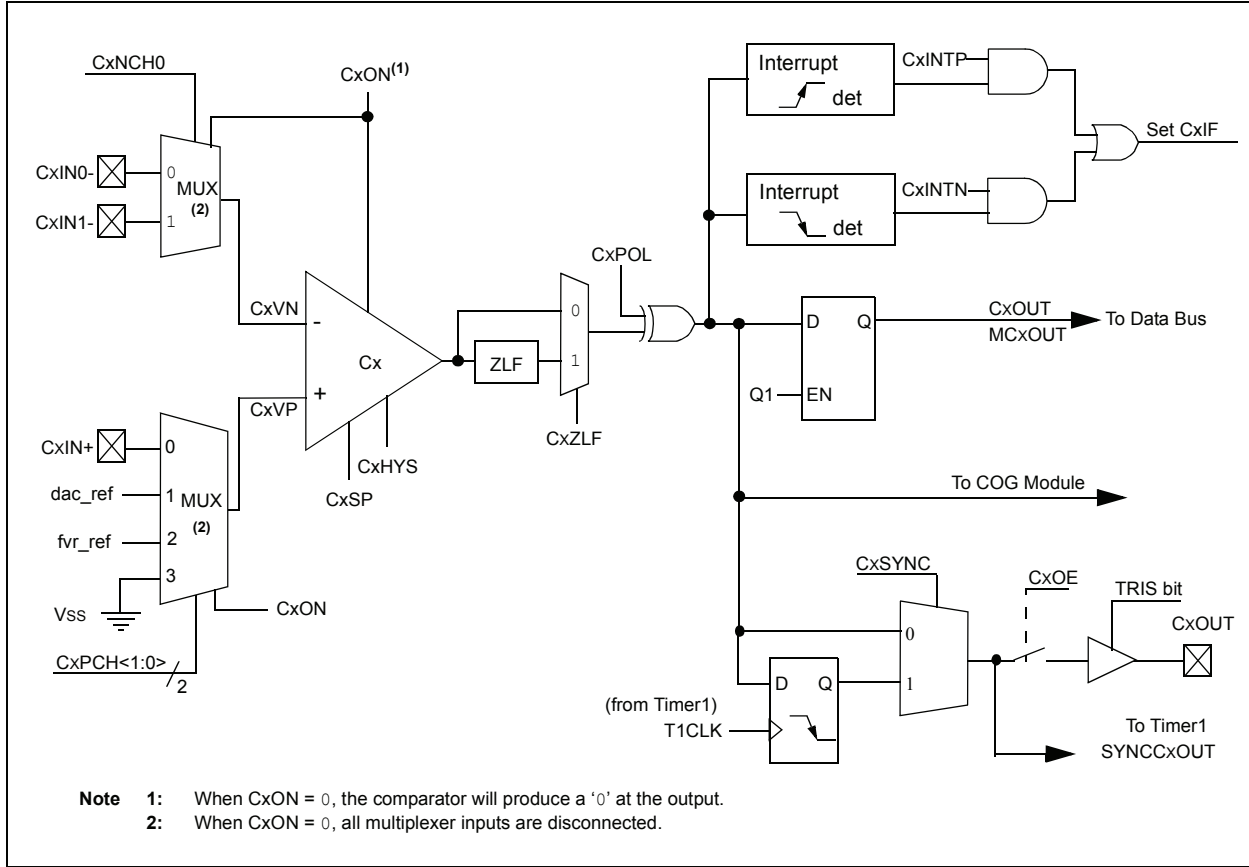 CxNCH0
CxON(1)
CxIN0-
0
MUX
(2)
CxIN1-
1
CxVN
-
Cx
CxVP
+
CxHYS
CxSP
ZLF
0
1
CxZLF
CxPOL
CxIN+
0
dac_ref
1
MUX
(2)
fvr_ref
2
3
Vss
CxON
CxPCH<1:0>
2
Interrupt
det
CxINTP
Interrupt
det
CxINTN
Set CxIF
D
Q
Q1
EN
CxOUT
MCxOUT
To Data Bus
To COG Module
CxSYNC
0
1
D
Q
(from Timer1)
T1CLK
CxOE
TRIS bit
CxOUT
To Timer1
SYNCCxOUT
Note 1: When CxON = 0, the comparator will produce a ‘0’ at the output.
2: When CxON = 0, all multiplexer inputs are disconnected.